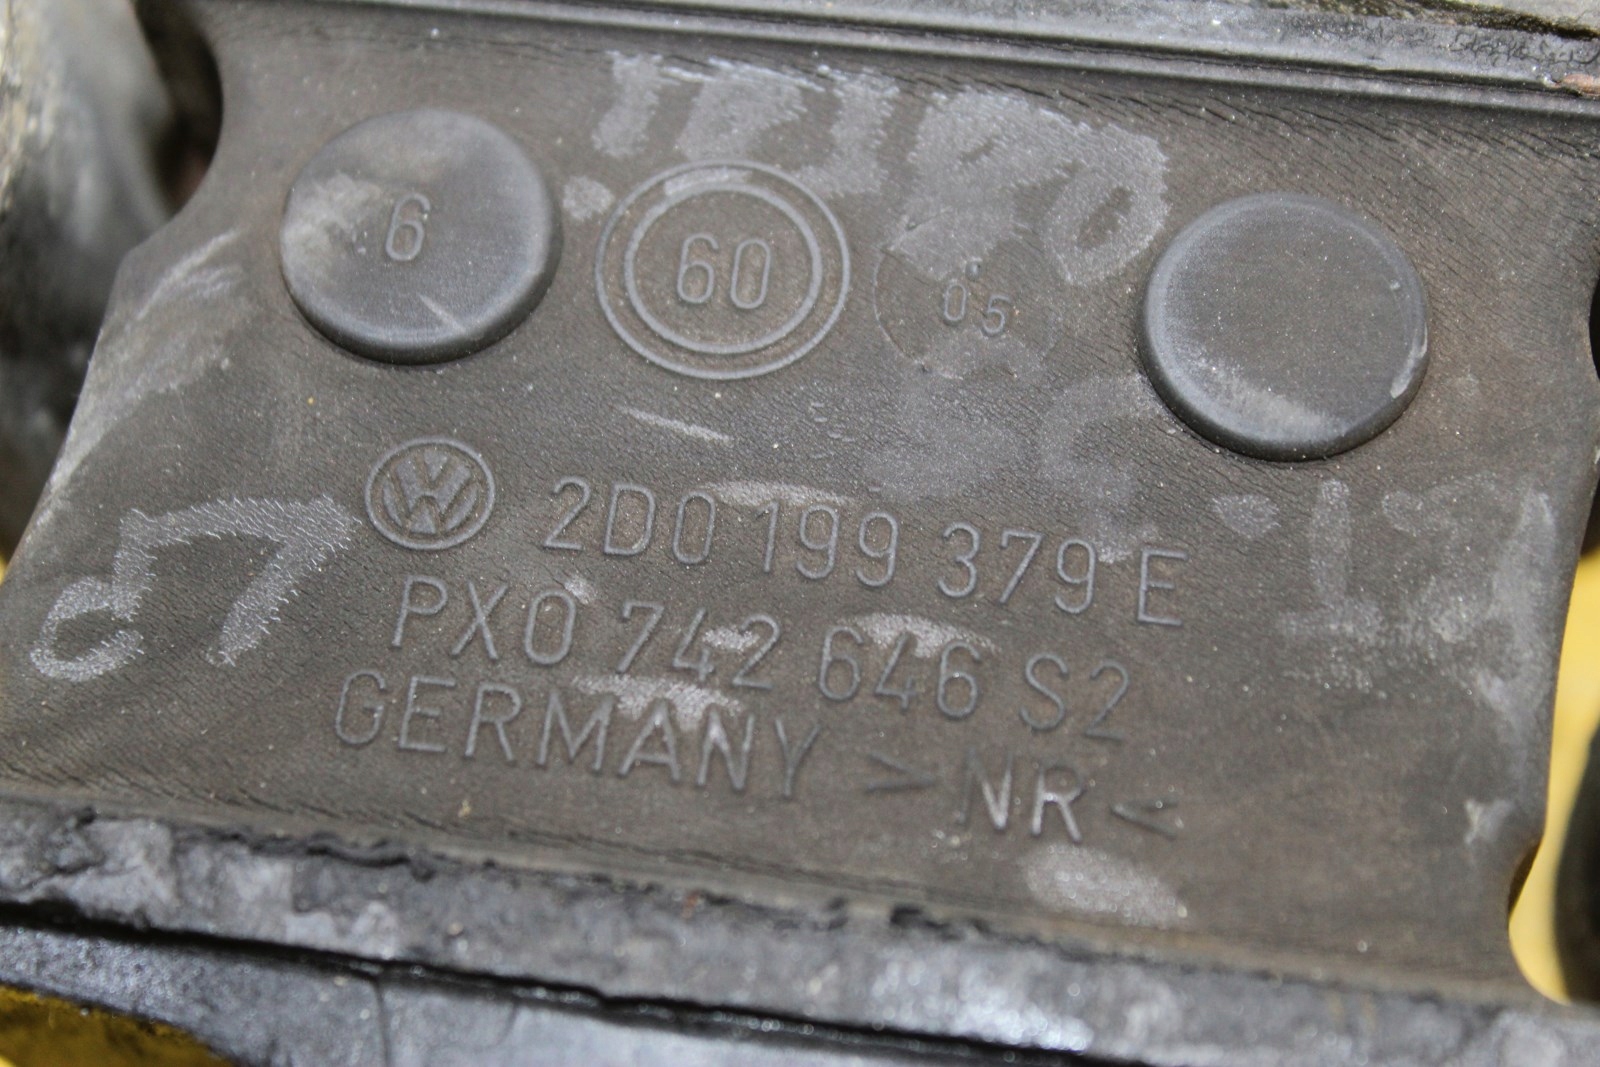 6
60
05
2D0 199 379 E
PX0 742 646 S2
GERMANY >NR<